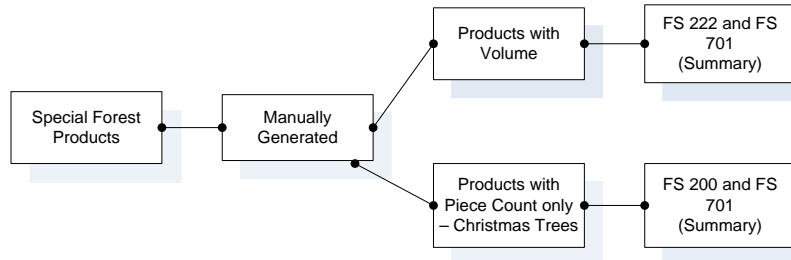 Special Forest
Products
Manually
Generated
Products with
Volume
FS 222 and FS
701
(Summary)
Products with
Piece Count only
– Christmas Trees
FS 200 and FS
701
(Summary)